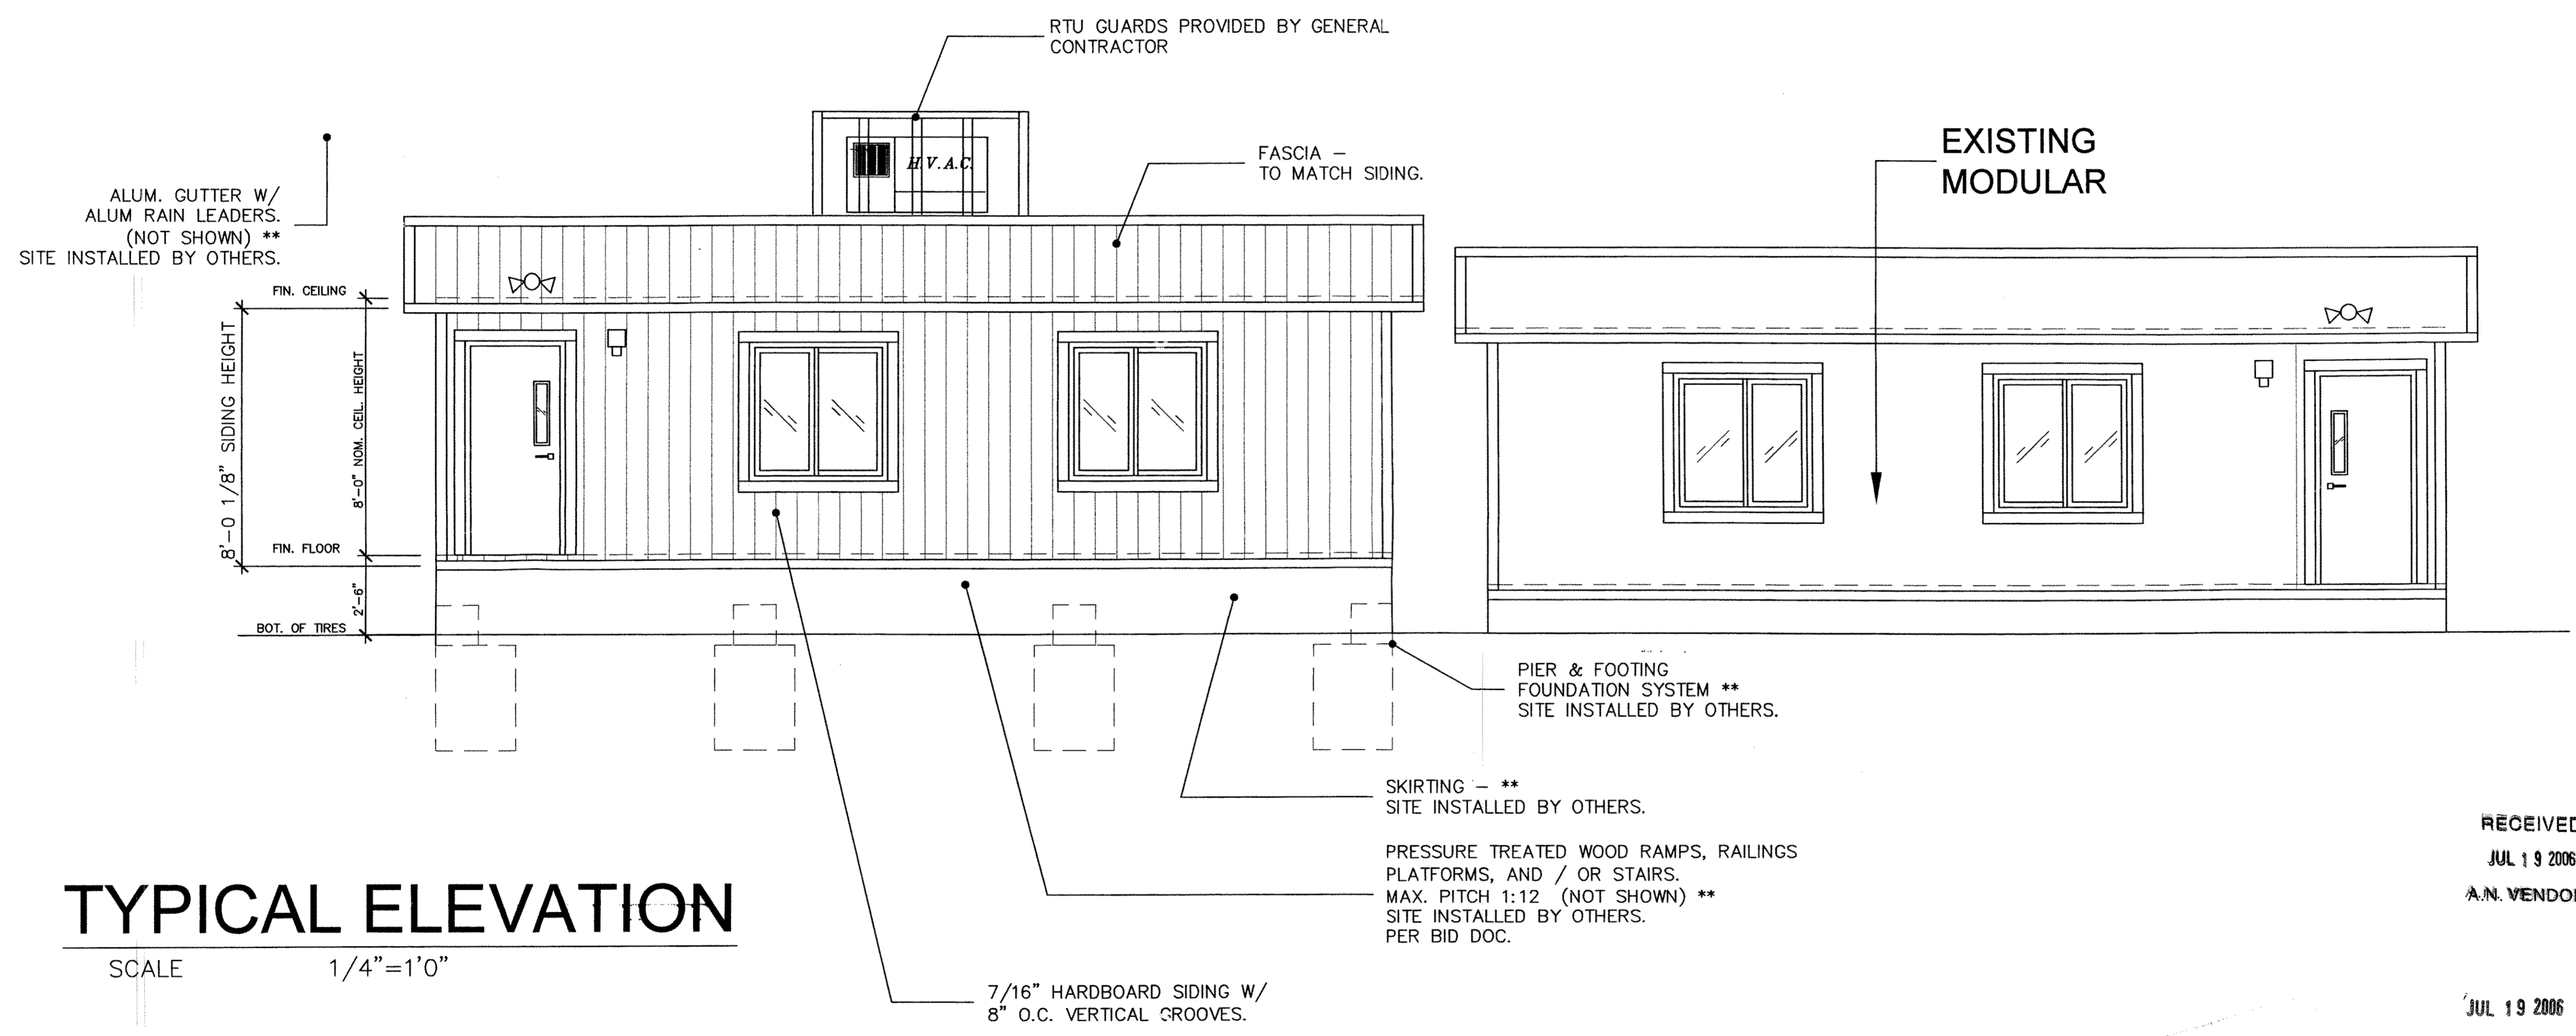 RTU GUARDS PROVIDED BY GENERAL
CONTRACTOR
H.V.A.C.
FASCIA –
TO MATCH SIDING.
EXISTING
MODULAR
ALUM. GUTTER W/
ALUM RAIN LEADERS.
(NOT SHOWN) **
SITE INSTALLED BY OTHERS.
FIN. CEILING
8'-0 1/8" SIDING HEIGHT
8'-0" NOM. CEIL. HEIGHT
FIN. FLOOR
2'-6"
BOT. OF TIRES
PIER & FOOTING
FOUNDATION SYSTEM **
SITE INSTALLED BY OTHERS.
SKIRTING – **
SITE INSTALLED BY OTHERS.
PRESSURE TREATED WOOD RAMPS, RAILINGS
PLATFORMS, AND / OR STAIRS.
MAX. PITCH 1:12 (NOT SHOWN) **
SITE INSTALLED BY OTHERS.
PER BID DOC.
7/16" HARDBOARD SIDING W/
8" O.C. VERTICAL GROOVES.
TYPICAL ELEVATION
SCALE 1/4"=1'0"
RECEIVED
JUL 19 2006
A.N. VENDO
JUL 19 2006